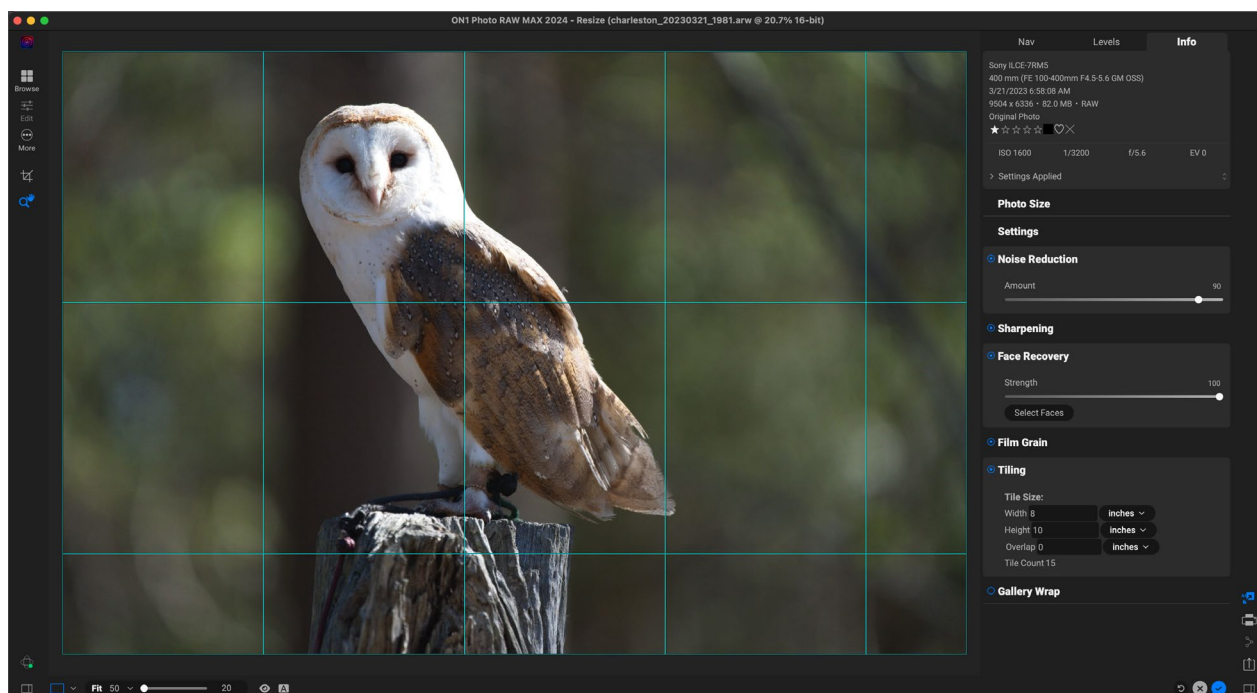 ON1 Photo RAW MAX 2024 - Resize (charleston_20230321_1981.arw @ 20.7% 16-bit)
Nav Levels Info
Sony ILCE-7RM5
400 mm (FE 100-400mm F4.5-5.6 GM OSS)
3/21/2023 6:58:08 AM
9504 x 6336 • 82.0 MB • RAW
Original Photo
ISO 1600 1/3200 f/5.6 EV 0
Settings Applied
Photo Size
Settings
Noise Reduction
Amount 90
Sharpening
Face Recovery
Strength 100
Select Faces
Film Grain
Tiling
Tile Size:
Width 8 inches
Height 10 inches
Overlap 0 inches
Tile Count 15
Gallery Wrap
Browse
Edit
More
Fit 50 20 A